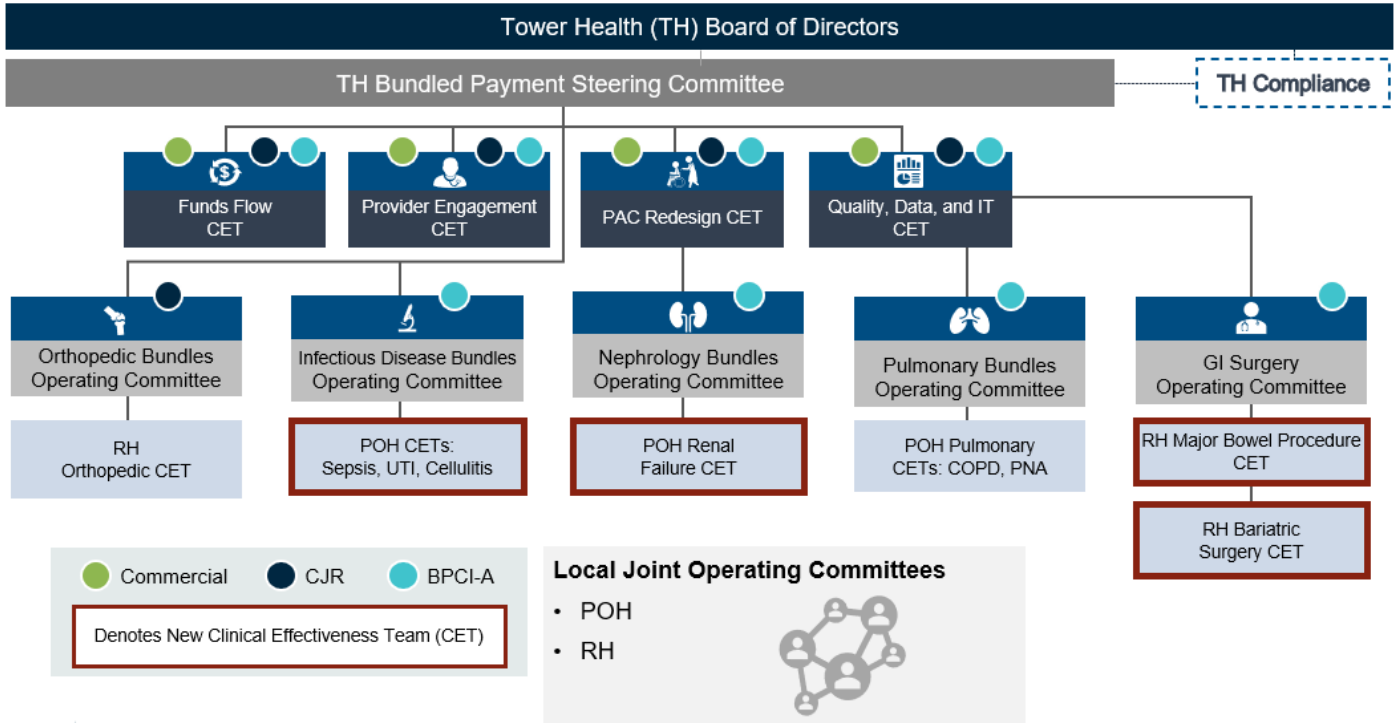 Tower Health (TH) Board of Directors
TH Bundled Payment Steering Committee
TH Compliance
Funds Flow
CET
Provider Engagement
CET
PAC Redesign CET
Quality, Data, and IT
CET
Orthopedic Bundles
Operating Committee
Infectious Disease Bundles
Operating Committee
Nephrology Bundles
Operating Committee
Pulmonary Bundles
Operating Committee
GI Surgery
Operating Committee
RH
Orthopedic CET
POH CETs:
Sepsis, UTI, Cellulitis
POH Renal
Failure CET
POH Pulmonary
CETs: COPD, PNA
RH Major Bowel Procedure
CET
RH Bariatric
Surgery CET
Commercial
CJR
BPCI-A
Denotes New Clinical Effectiveness Team (CET)
Local Joint Operating Committees
• POH
• RH